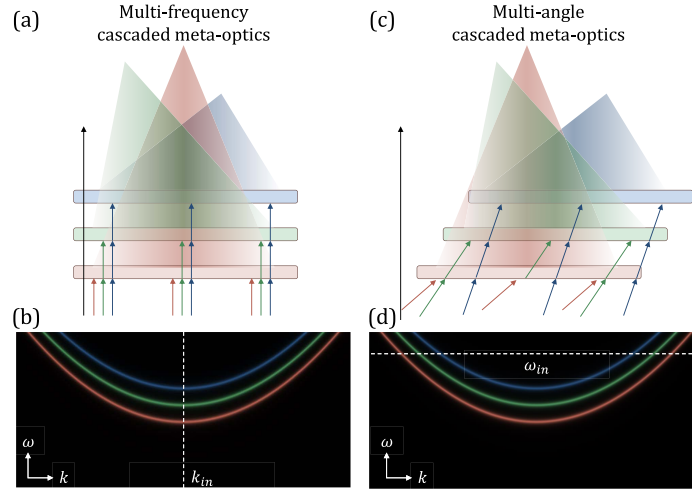 (a)
Multi-frequency
cascaded meta-optics
(c)
Multi-angle
cascaded meta-optics
(b)
ω
k
k_in
(d)
ω_in
ω
k